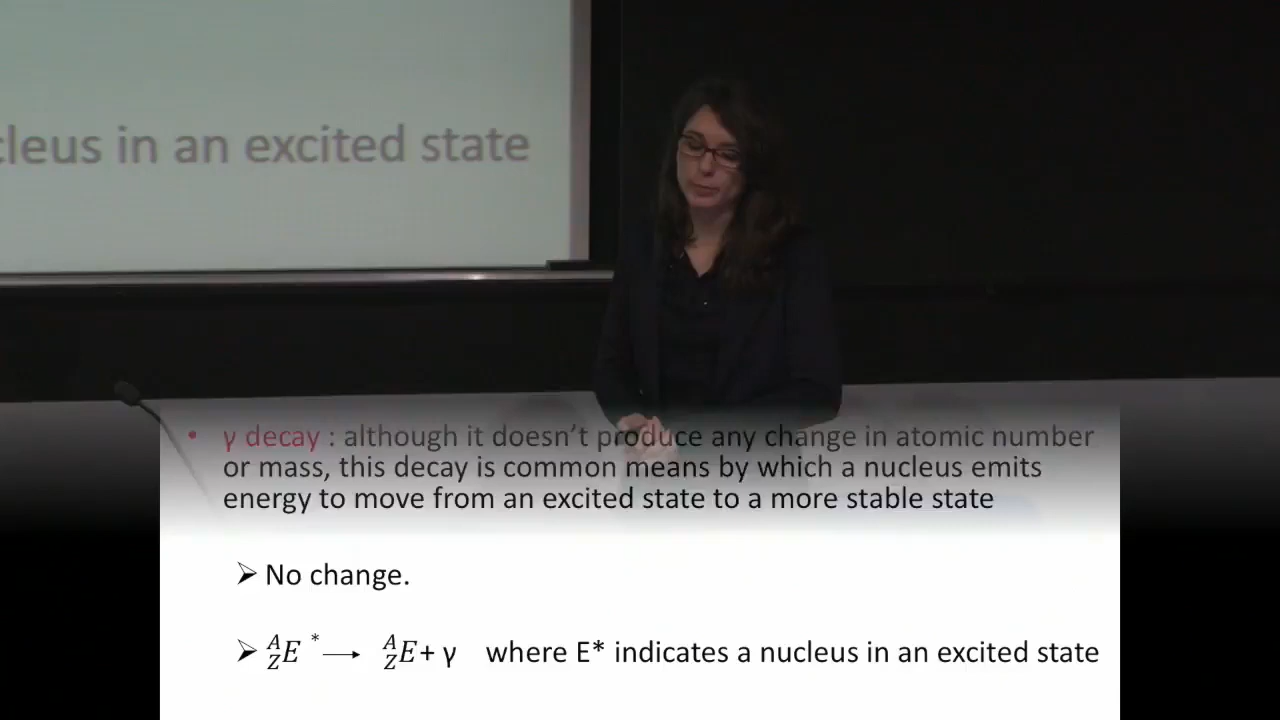 cleus in an excited state
• γ decay : although it doesn't produce any change in atomic number
or mass, this decay is common means by which a nucleus emits
energy to move from an excited state to a more stable state
➢ No change.
➢ ᴬ_Z E * ⟶ ᴬ_Z E + γ where E* indicates a nucleus in an excited state